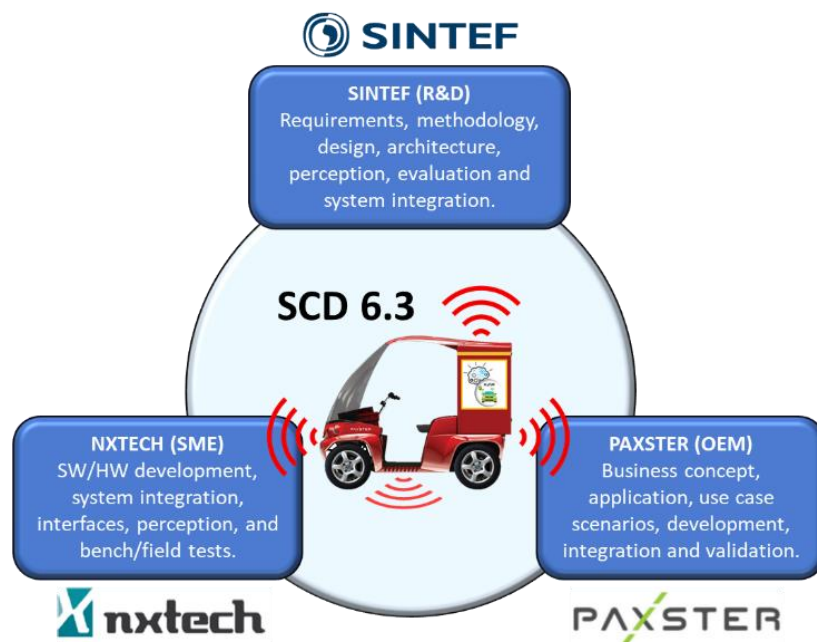 SINTEF
SINTEF (R&D)
Requirements, methodology,
design, architecture,
perception, evaluation and
system integration.
SCD 6.3
PAXSTER
NXTECH (SME)
SW/HW development,
system integration,
interfaces, perception, and
bench/field tests.
PAXSTER (OEM)
Business concept,
application, use case
scenarios, development,
integration and validation.
nxtech
PAXSTER